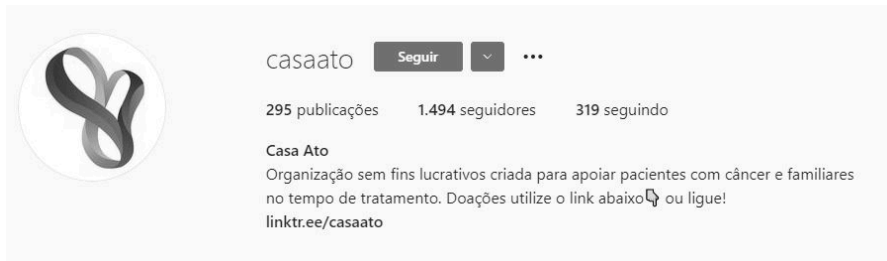 casaato Seguir
295 publicações 1.494 seguidores 319 seguindo
Casa Ato
Organização sem fins lucrativos criada para apoiar pacientes com câncer e familiares
no tempo de tratamento. Doações utilize o link abaixo👇 ou ligue!
linktr.ee/casaato